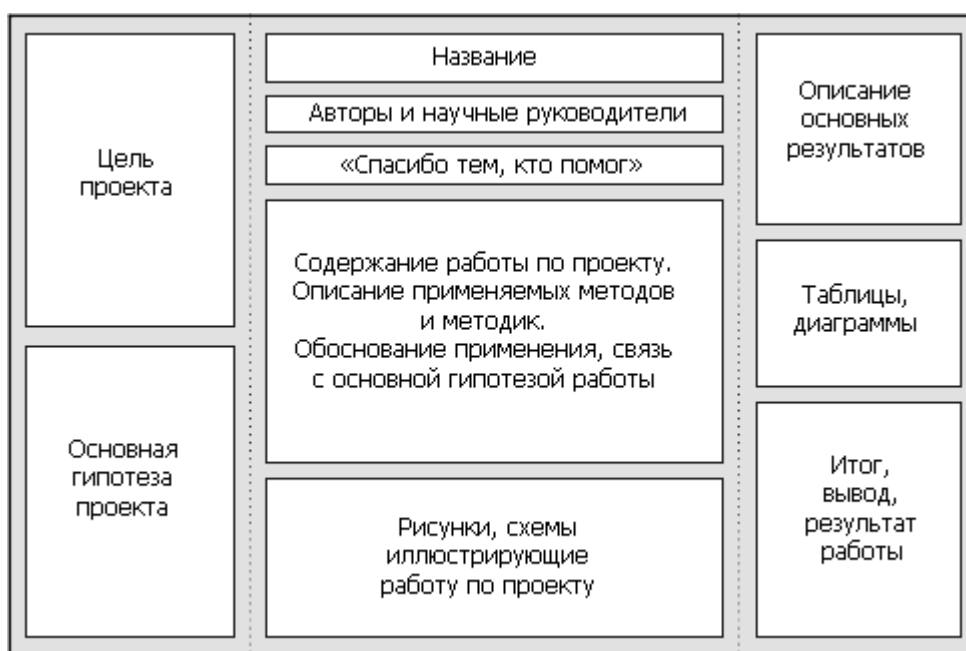 Цель
проекта
Основная
гипотеза
проекта
Название
Авторы и научные руководители
«Спасибо тем, кто помог»
Содержание работы по проекту.
Описание применяемых методов
и методик.
Обоснование применения, связь
с основной гипотезой работы
Рисунки, схемы
иллюстрирующие
работу по проекту
Описание
основных
результатов
Таблицы,
диаграммы
Итог,
вывод,
результат
работы